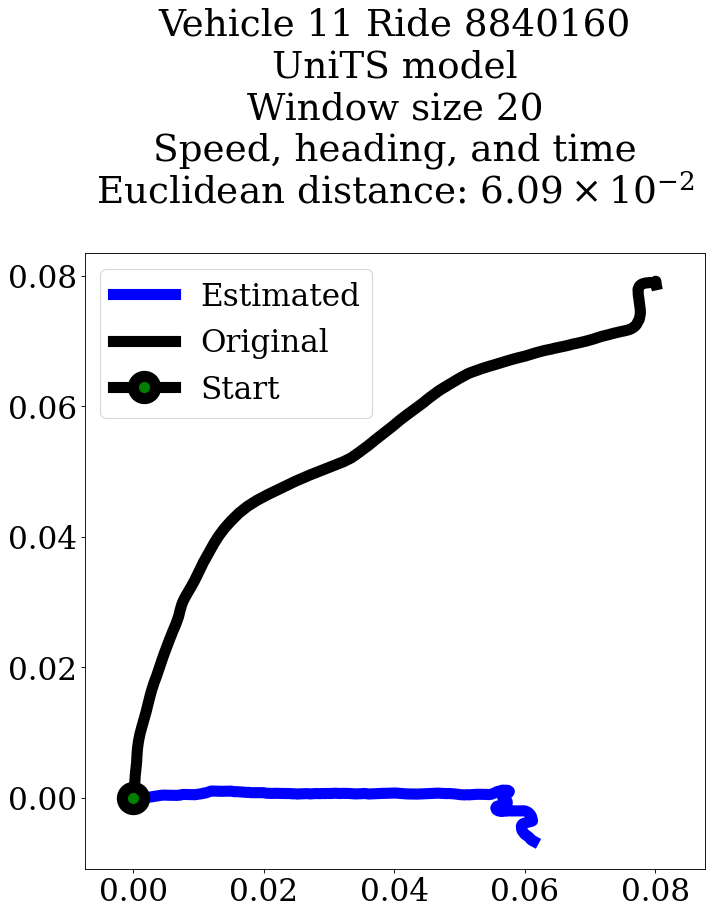 Vehicle 11 Ride 8840160
UniTS model
Window size 20
Speed, heading, and time
Euclidean distance: 6.09 × 10⁻²
Estimated
Original
Start
0.08
0.06
0.04
0.02
0.00
0.00 0.02 0.04 0.06 0.08